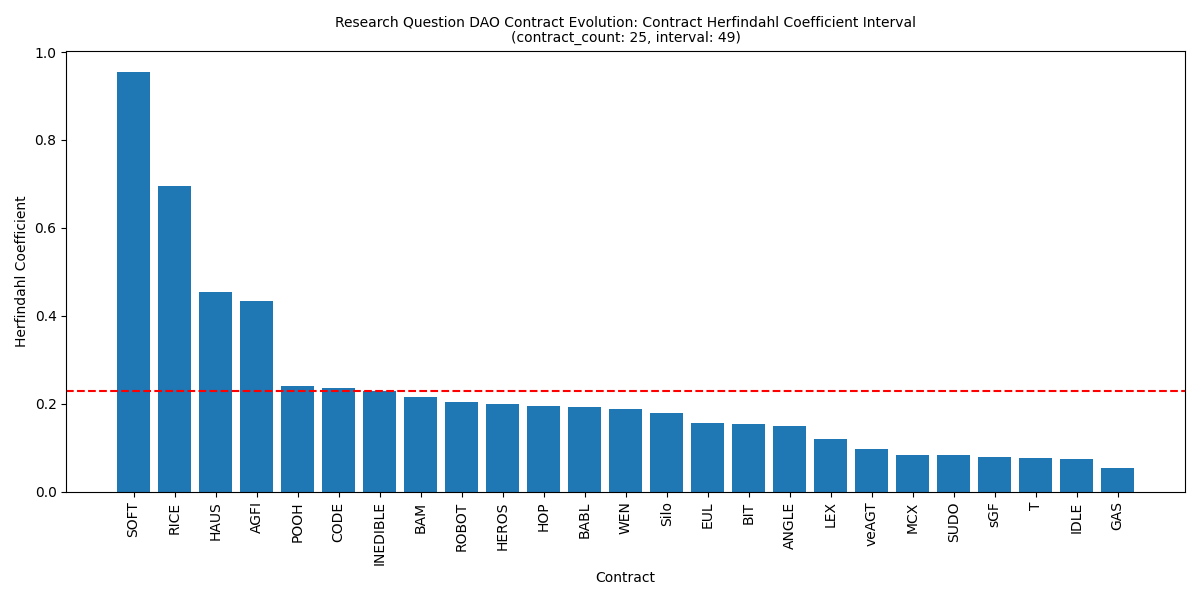 Research Question DAO Contract Evolution: Contract Herfindahl Coefficient Interval
(contract_count: 25, interval: 49)
Herfindahl Coefficient
1.0
0.8
0.6
0.4
0.2
0.0
SOFT
RICE
HAUS
AGFI
POOH
CODE
INEDIBLE
BAM
ROBOT
HEROS
HOP
BABL
WEN
Silo
EUL
BIT
ANGLE
LEX
veAGT
MCX
SUDO
sGF
T
IDLE
GAS
Contract